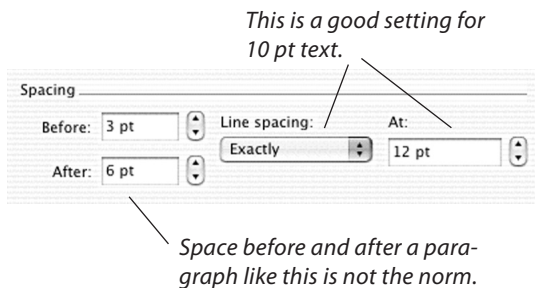 This is a good setting for
10 pt text.
Spacing
Before: 3 pt
Line spacing:
At:
Exactly
12 pt
After: 6 pt
Space before and after a para-
graph like this is not the norm.